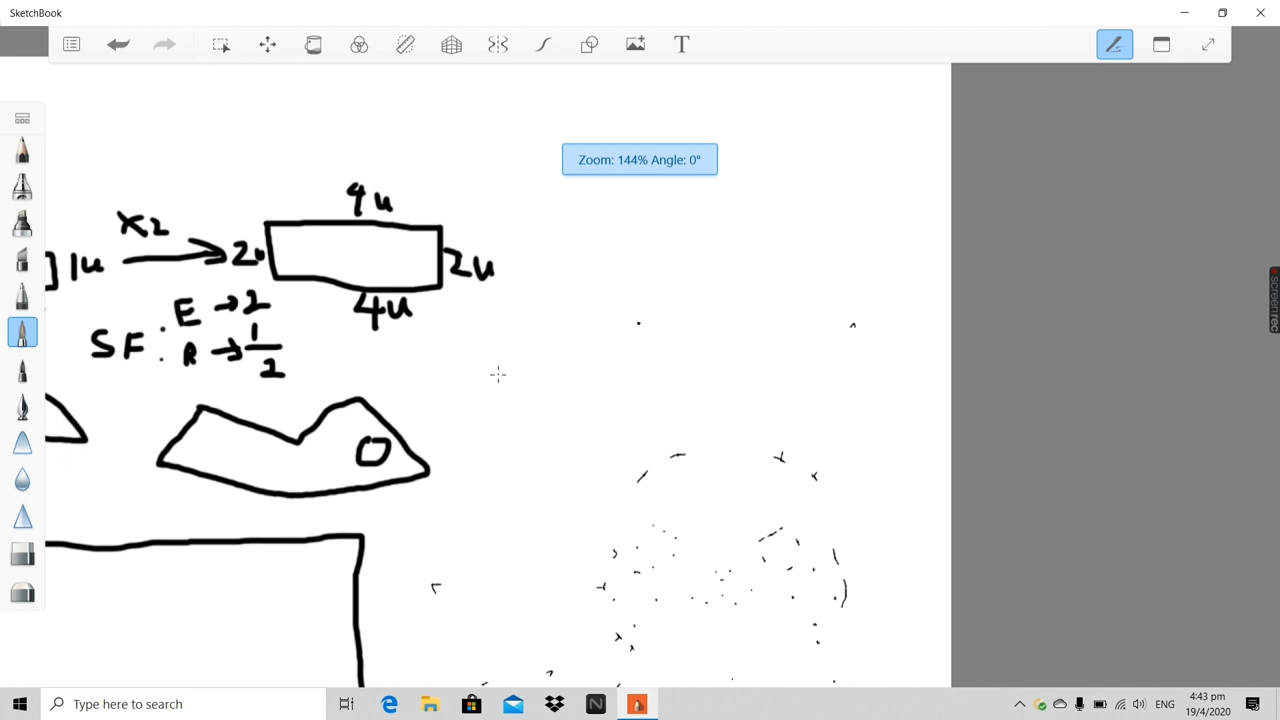 SketchBook
T
Zoom: 144% Angle: 0°
4u
x2
1u
2u
2u
4u
SF: E → 2
R → 1/2
Type here to search
ENG
4:43 pm
19/4/2020